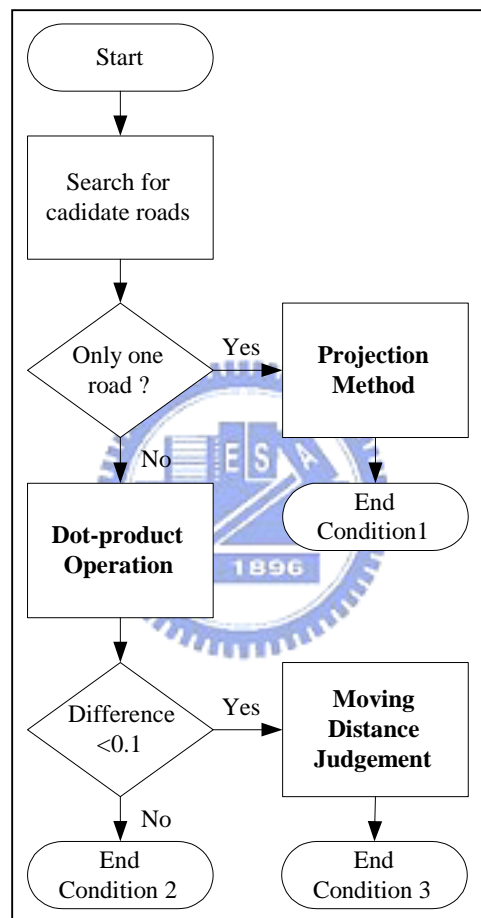 Start
Search for
cadidate roads
Only one
road ?
Yes
Projection
Method
No
End
Condition1
E S A
1896
Dot-product
Operation
Difference
<0.1
Yes
Moving
Distance
Judgement
No
End
Condition 2
End
Condition 3